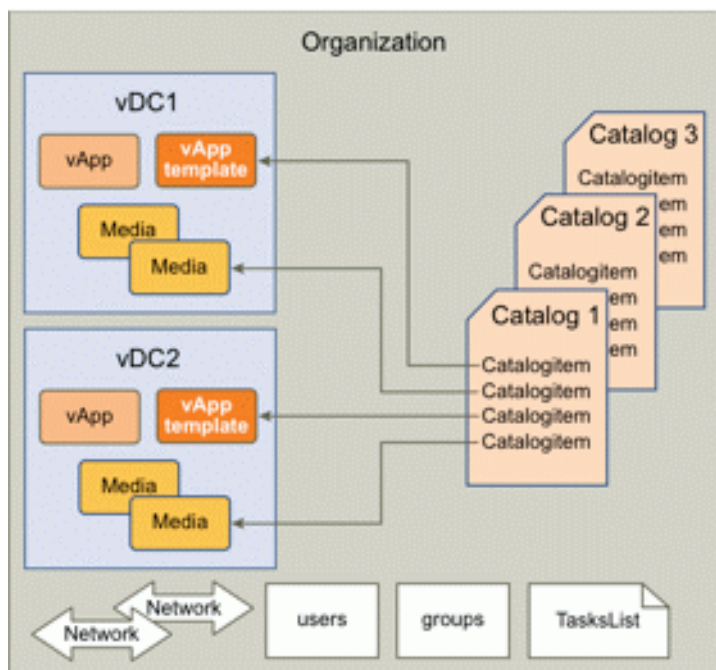 Organization
vDC1
vApp
vApp
template
Media
Media
vDC2
vApp
vApp
template
Media
Media
Catalog 3
Catalogitem
em
em
em
Catalog 2
Catalogitem
em
em
em
Catalog 1
Catalogitem
Catalogitem
Catalogitem
Catalogitem
Network
Network
users
groups
TasksList